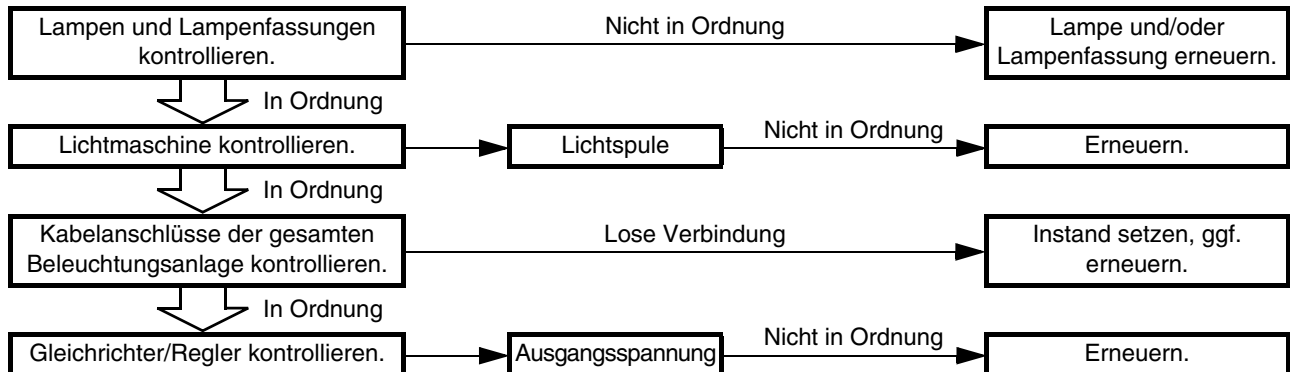 Lampen und Lampenfassungen
kontrollieren.
Nicht in Ordnung
Lampe und/oder
Lampenfassung erneuern.
In Ordnung
Lichtmaschine kontrollieren.
Lichtspule
Nicht in Ordnung
Erneuern.
In Ordnung
Kabelanschlüsse der gesamten
Beleuchtungsanlage kontrollieren.
Lose Verbindung
Instand setzen, ggf.
erneuern.
In Ordnung
Gleichrichter/Regler kontrollieren.
Ausgangsspannung
Nicht in Ordnung
Erneuern.